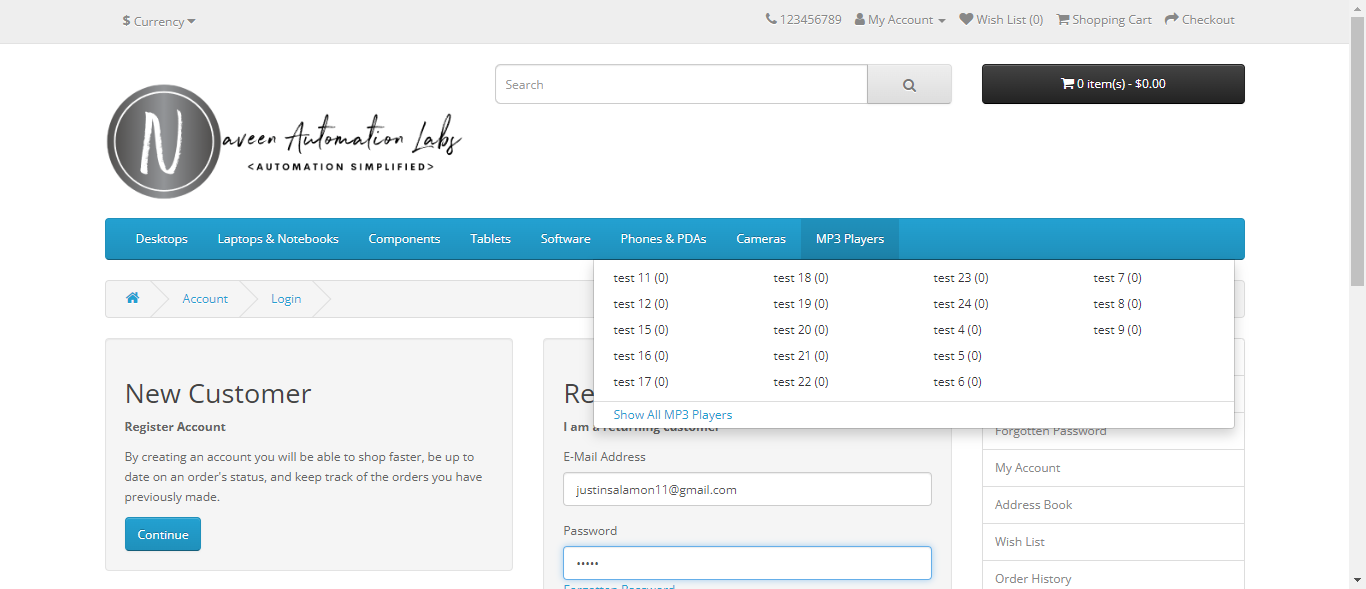 $ Currency
123456789 My Account Wish List (0) Shopping Cart Checkout
Search
0 item(s) - $0.00
N aveen Automation Labs
<AUTOMATION SIMPLIFIED>
Desktops Laptops & Notebooks Components Tablets Software Phones & PDAs Cameras MP3 Players
test 11 (0) test 18 (0) test 23 (0) test 7 (0)
test 12 (0) test 19 (0) test 24 (0) test 8 (0)
test 15 (0) test 20 (0) test 4 (0) test 9 (0)
test 16 (0) test 21 (0) test 5 (0)
test 17 (0) test 22 (0) test 6 (0)
Show All MP3 Players
Account Login
New Customer
Register Account
By creating an account you will be able to shop faster, be up to
date on an order's status, and keep track of the orders you have
previously made.
Continue
Re
I am a returning customer
E-Mail Address
justinsalamon11@gmail.com
Password
•••••
Forgotten Password
Forgotten Password
My Account
Address Book
Wish List
Order History